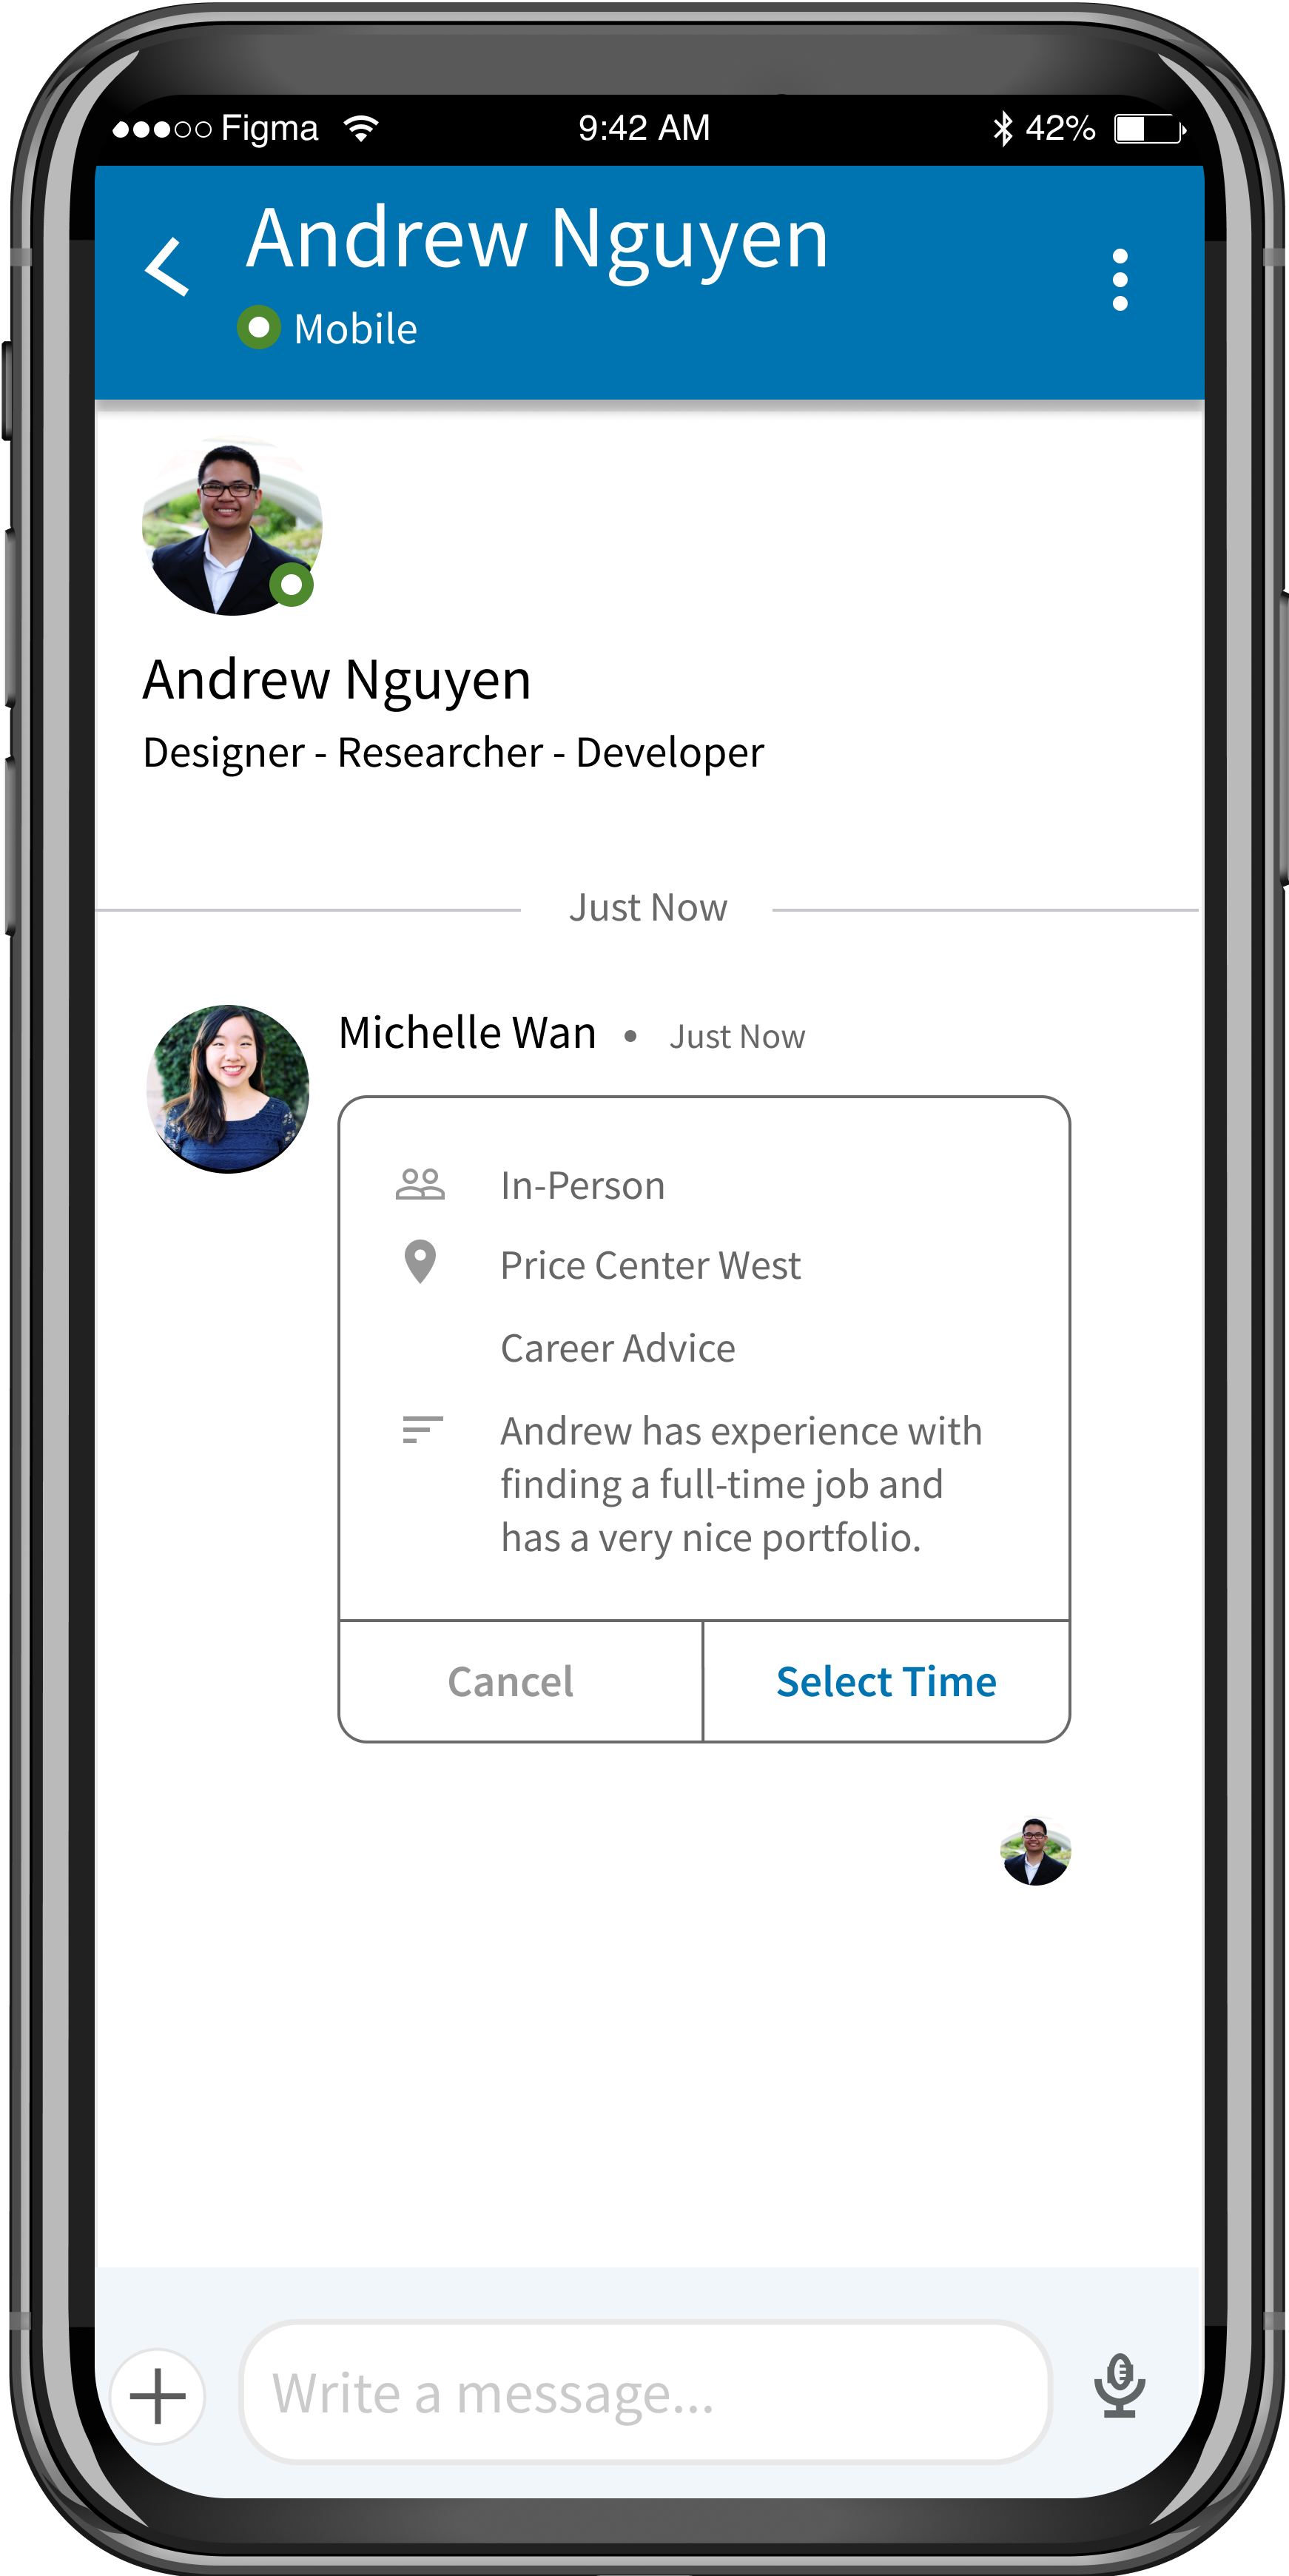 Figma 9:42 AM 42%
Andrew Nguyen
Mobile
Andrew Nguyen
Designer - Researcher - Developer
Just Now
Michelle Wan • Just Now
In-Person
Price Center West
Career Advice
Andrew has experience with
finding a full-time job and
has a very nice portfolio.
Cancel Select Time
Write a message...